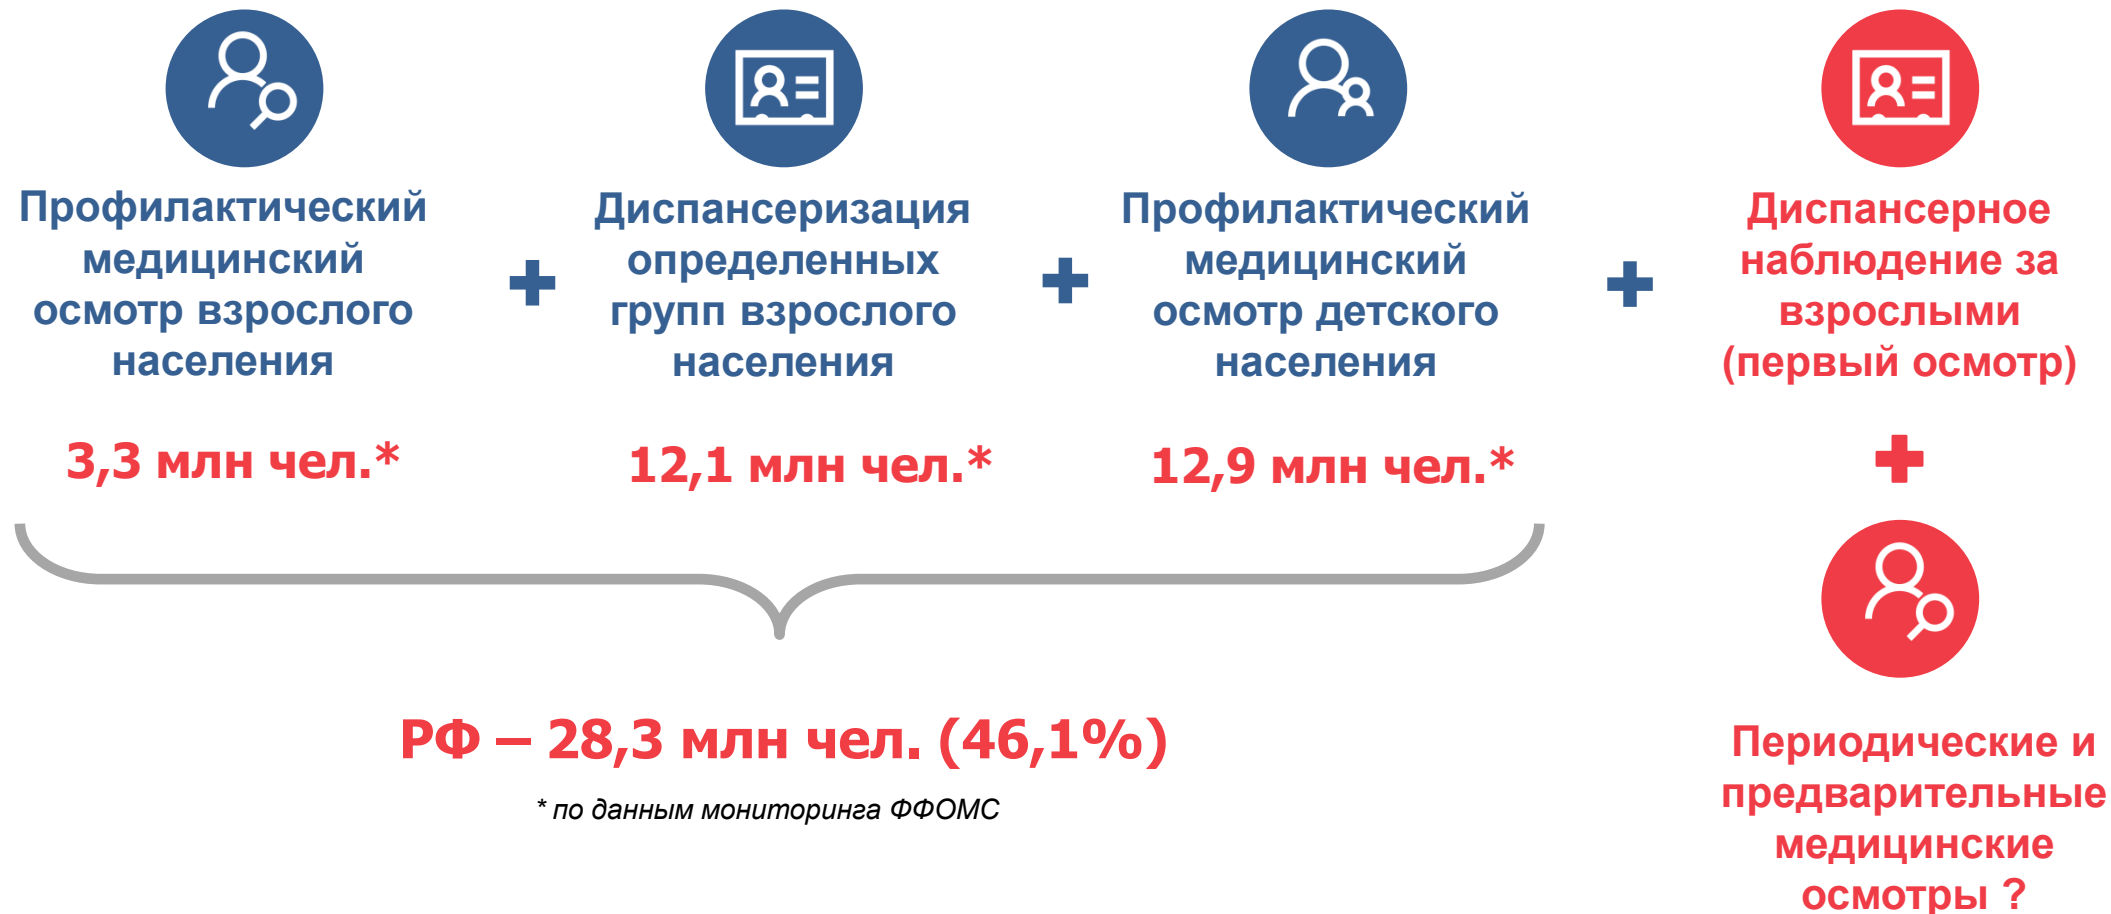 Профилактический
медицинский
осмотр взрослого
населения
3,3 млн чел.*
Диспансеризация
определенных
групп взрослого
населения
12,1 млн чел.*
Профилактический
медицинский
осмотр детского
населения
12,9 млн чел.*
Диспансерное
наблюдение за
взрослыми
(первый осмотр)
Периодические и
предварительные
медицинские
осмотры ?
РФ – 28,3 млн чел. (46,1%)
* по данным мониторинга ФФОМС